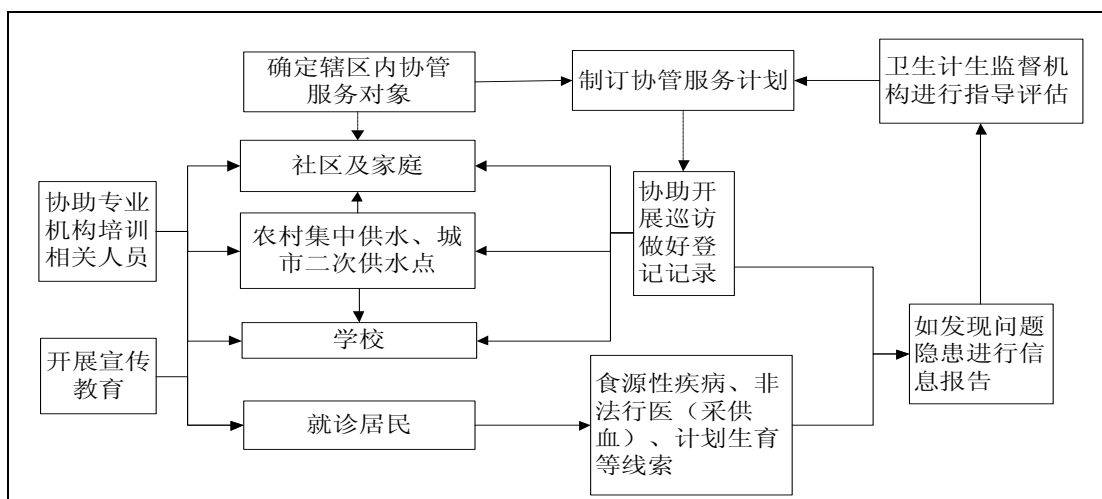 确定辖区内协管
服务对象
制订协管服务计划
卫生计生监督机
构进行指导评估
社区及家庭
协助专业
机构培训
相关人员
农村集中供水、城
市二次供水点
协助开
展巡访
做好登
记记录
学校
开展宣传
教育
如发现问题
隐患进行信
息报告
就诊居民
食源性疾病、非
法行医（采供
血）、计划生育
等线索